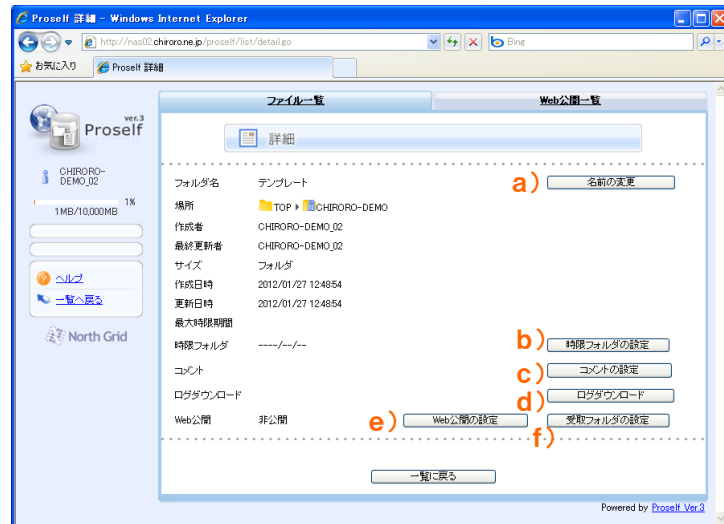 Proself 詳細 - Windows Internet Explorer
http://nas02.chiroro.ne.jp/proself/list/detail.go
Bing
お気に入り
Proself 詳細
ファイル一覧
Web公開一覧
ver.3
Proself
詳細
CHIRORO-
DEMO_02
1%
1MB/10,000MB
ヘルプ
一覧へ戻る
North Grid
フォルダ名 テンプレート a) 名前の変更
場所 TOP CHIRORO-DEMO
作成者 CHIRORO-DEMO_02
最終更新者 CHIRORO-DEMO_02
サイズ フォルダ
作成日時 2012/01/27 12:48:54
更新日時 2012/01/27 12:48:54
最大時限期間
時限フォルダ ----/--/-- b) 時限フォルダの設定
コメント c) コメントの設定
ログダウンロード d) ログダウンロード
Web公開 非公開 e) Web公開の設定 受取フォルダの設定
f)
一覧に戻る
Powered by Proself Ver.3